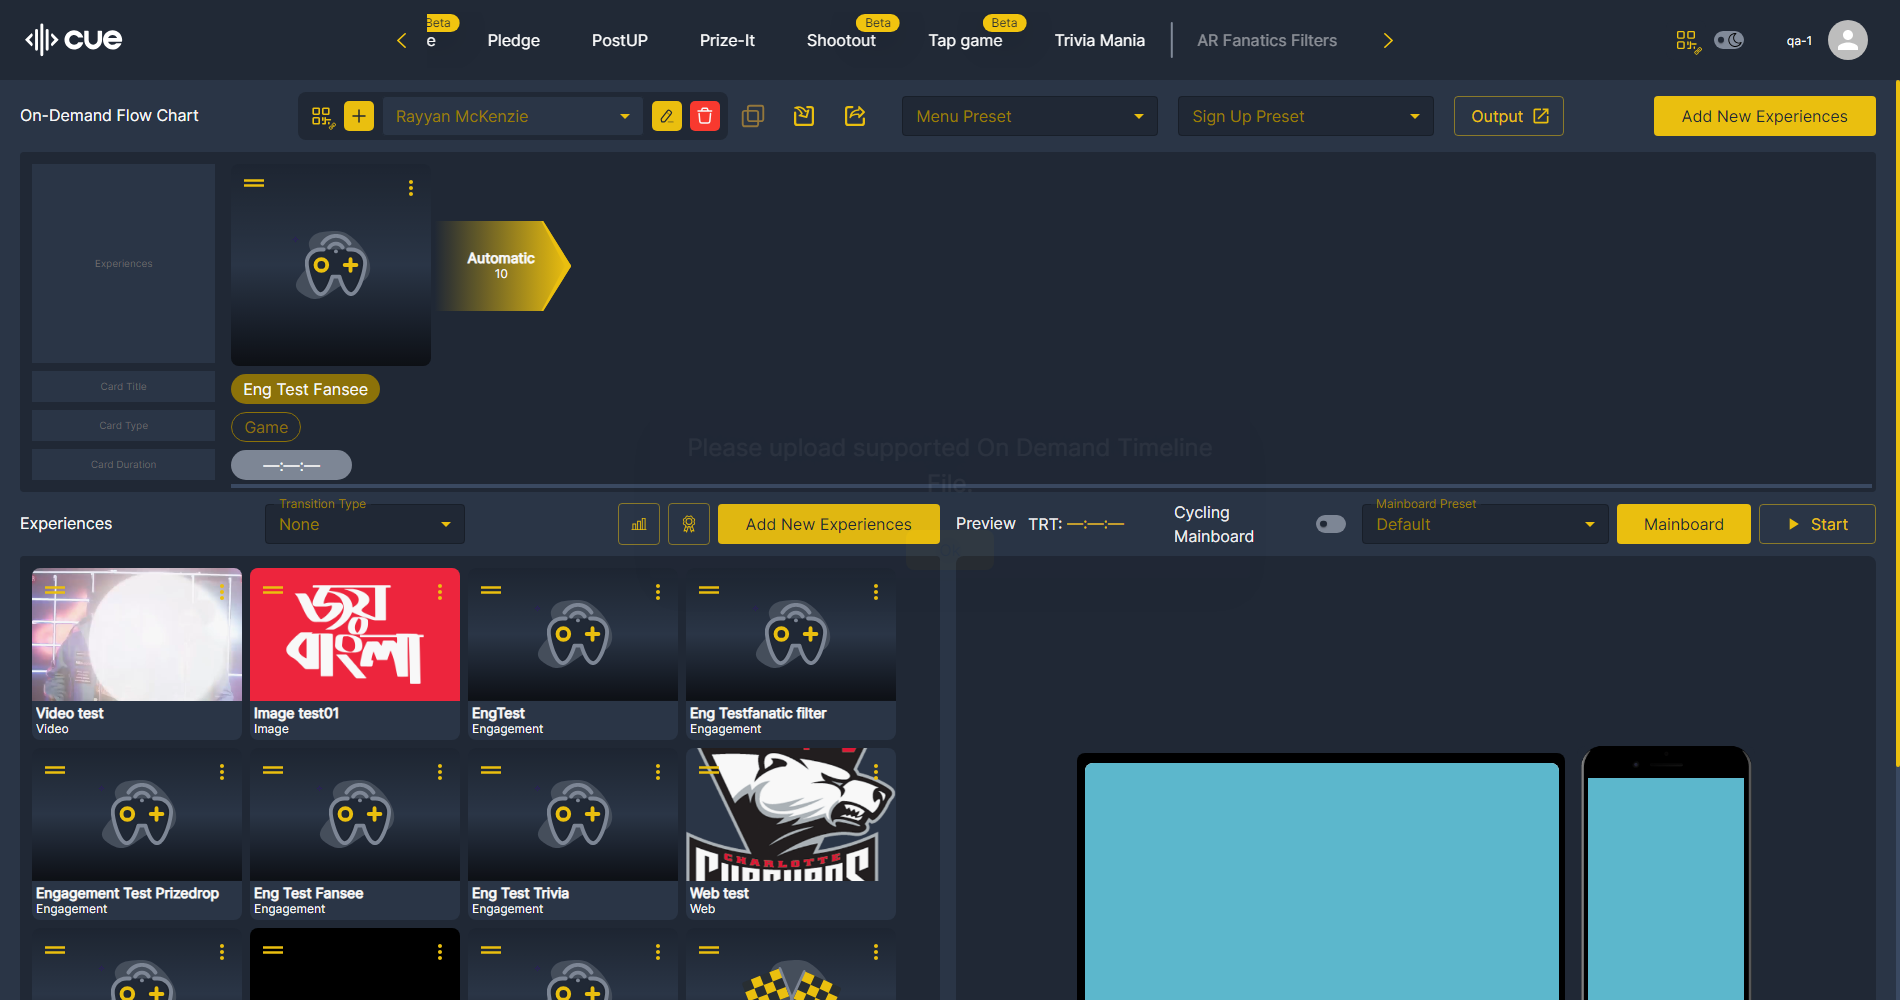 cue
e
Beta
Pledge
PostUP
Prize-It
Shootout
Beta
Tap game
Beta
Trivia Mania
AR Fanatics Filters
qa-1
On-Demand Flow Chart
Rayyan McKenzie
Menu Preset
Sign Up Preset
Output
Add New Experiences
Experiences
Automatic
10
Card Title
Eng Test Fansee
Card Type
Game
Card Duration
—:—:—
Please upload supported On Demand Timeline
File.
Experiences
Transition Type
None
Add New Experiences
Preview
TRT: —:—:—
Cycling
Mainboard
Mainboard Preset
Default
Mainboard
Start
জয়
বাংলা
Video test
Video
Image test01
Image
EngTest
Engagement
Eng Testfanatic filter
Engagement
CHARLOTTE
Engagement Test Prizedrop
Engagement
Eng Test Fansee
Engagement
Eng Test Trivia
Engagement
Web test
Web